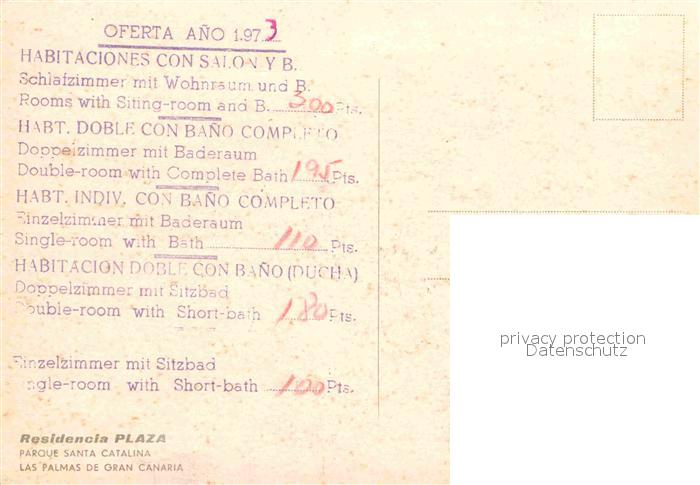 OFERTA AÑO 1.973
HABITACIONES CON SALON Y B.
Schlafzimmer mit Wohnraum und B.
Rooms with Siting-room and B. 300 Pts.
HABT. DOBLE CON BAÑO COMPLETO
Doppelzimmer mit Baderaum
Double-room with Complete Bath 195 Pts.
HABT. INDIV. CON BAÑO COMPLETO
Einzelzimmer mit Baderaum
Single-room with Bath 110 Pts.
HABITACION DOBLE CON BAÑO (DUCHA)
Doppelzimmer mit Sitzbad
Double-room with Short-bath 180 Pts.
Einzelzimmer mit Sitzbad
Single-room with Short-bath 100 Pts.
Residencia PLAZA
PARQUE SANTA CATALINA
LAS PALMAS DE GRAN CANARIA
privacy protection
Datenschutz